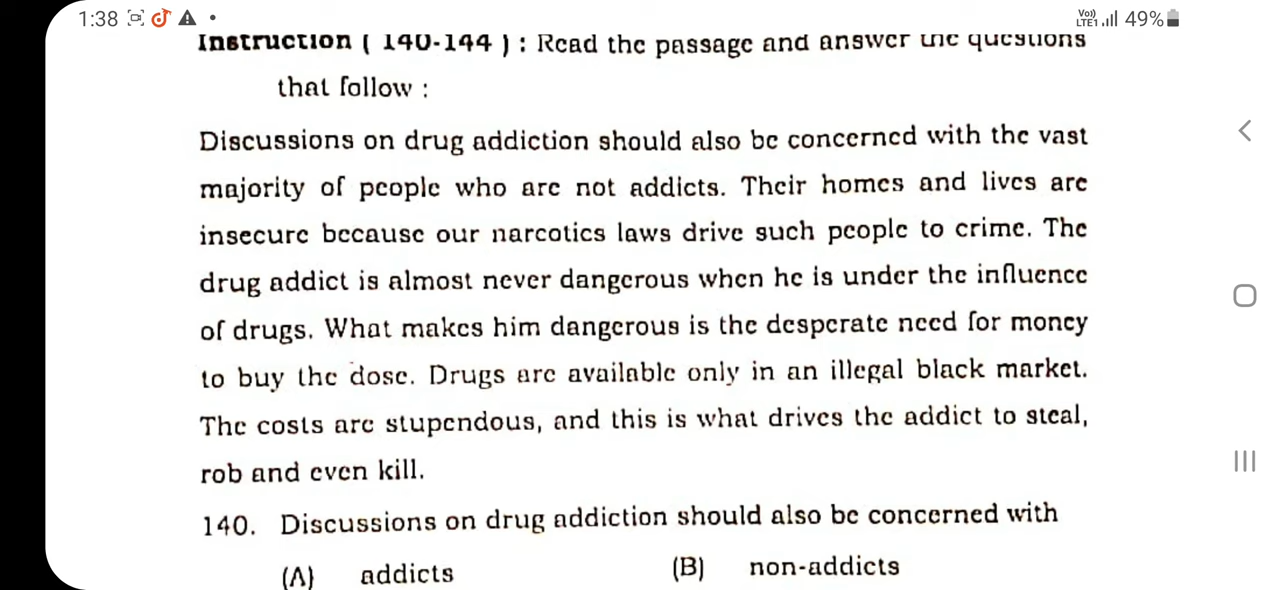 1:38
Vo)) LTE1 49%
Instruction ( 140-144 ) : Read the passage and answer the questions
that follow :
Discussions on drug addiction should also be concerned with the vast
majority of people who are not addicts. Their homes and lives are
insecure because our narcotics laws drive such people to crime. The
drug addict is almost never dangerous when he is under the influence
of drugs. What makes him dangerous is the desperate need for money
to buy the dose. Drugs are available only in an illegal black market.
The costs are stupendous, and this is what drives the addict to steal,
rob and even kill.
140. Discussions on drug addiction should also be concerned with
(A) addicts (B) non-addicts